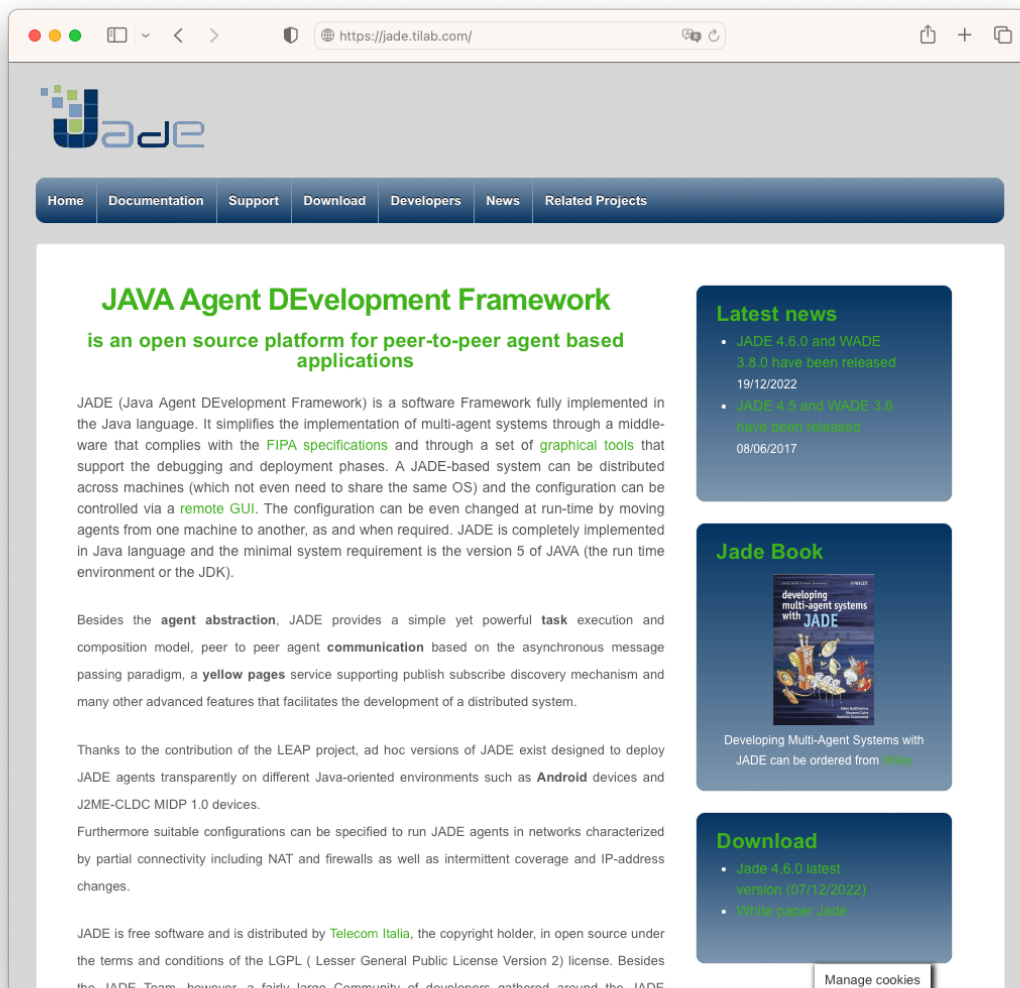 https://jade.tilab.com/
Jade
Home Documentation Support Download Developers News Related Projects
JAVA Agent DEvelopment Framework
is an open source platform for peer-to-peer agent based
applications
JADE (Java Agent DEvelopment Framework) is a software Framework fully implemented in
the Java language. It simplifies the implementation of multi-agent systems through a middle-
ware that complies with the FIPA specifications and through a set of graphical tools that
support the debugging and deployment phases. A JADE-based system can be distributed
across machines (which not even need to share the same OS) and the configuration can be
controlled via a remote GUI. The configuration can be even changed at run-time by moving
agents from one machine to another, as and when required. JADE is completely implemented
in Java language and the minimal system requirement is the version 5 of JAVA (the run time
environment or the JDK).
Besides the agent abstraction, JADE provides a simple yet powerful task execution and
composition model, peer to peer agent communication based on the asynchronous message
passing paradigm, a yellow pages service supporting publish subscribe discovery mechanism and
many other advanced features that facilitates the development of a distributed system.
Thanks to the contribution of the LEAP project, ad hoc versions of JADE exist designed to deploy
JADE agents transparently on different Java-oriented environments such as Android devices and
J2ME-CLDC MIDP 1.0 devices.
Furthermore suitable configurations can be specified to run JADE agents in networks characterized
by partial connectivity including NAT and firewalls as well as intermittent coverage and IP-address
changes.
JADE is free software and is distributed by Telecom Italia, the copyright holder, in open source under
the terms and conditions of the LGPL ( Lesser General Public License Version 2) license. Besides
the JADE Team, however, a fairly large Community of developers gathered around the JADE
Latest news
JADE 4.6.0 and WADE
3.8.0 have been released
19/12/2022
JADE 4.5 and WADE 3.6
have been released
08/06/2017
Jade Book
WILEY
developing
multi-agent systems
with JADE
Developing Multi-Agent Systems with
JADE can be ordered from
Download
Jade 4.6.0 latest
version (07/12/2022)
White paper Jade
Manage cookies